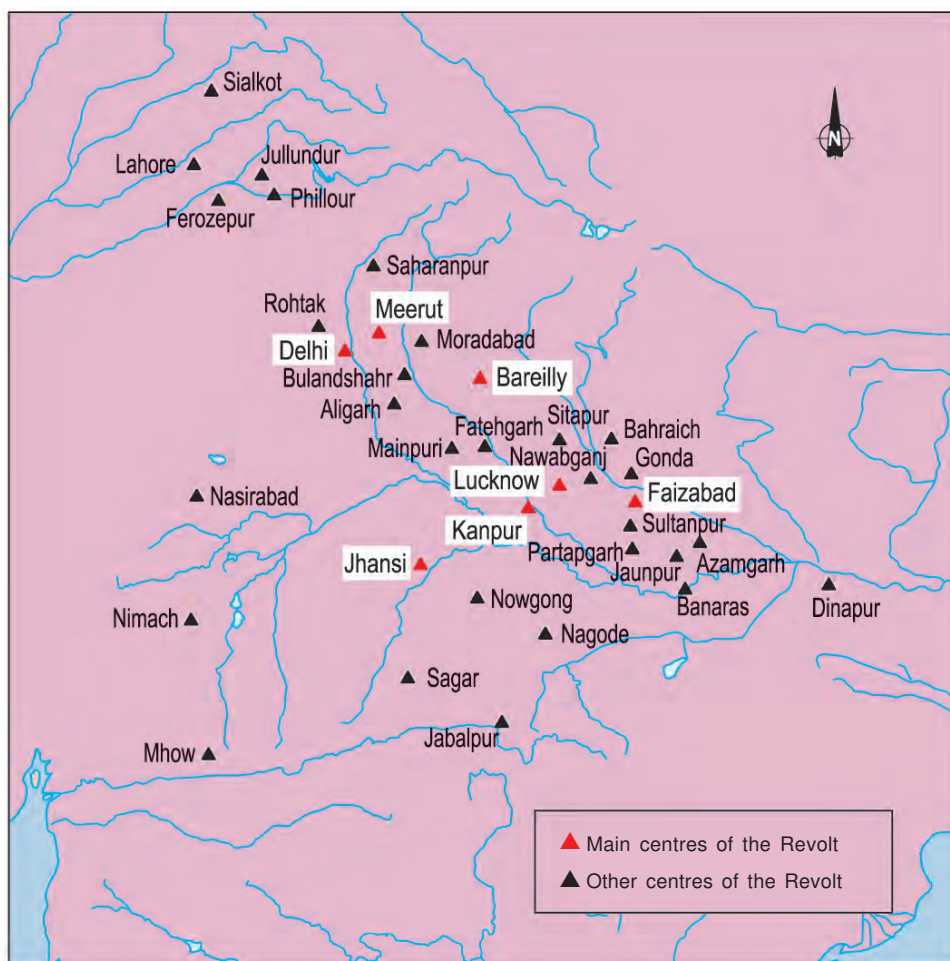 Sialkot
N
Lahore
Jullundur
Phillour
Ferozepur
Saharanpur
Rohtak
Meerut
Delhi
Moradabad
Bulandshahr
Bareilly
Aligarh
Fatehgarh
Sitapur
Mainpuri
Bahraich
Nawabganj
Gonda
Lucknow
Faizabad
Nasirabad
Kanpur
Sultanpur
Partapgarh
Azamgarh
Jhansi
Jaunpur
Nowgong
Banaras
Dinapur
Nimach
Nagode
Sagar
Jabalpur
Mhow
Main centres of the Revolt
Other centres of the Revolt